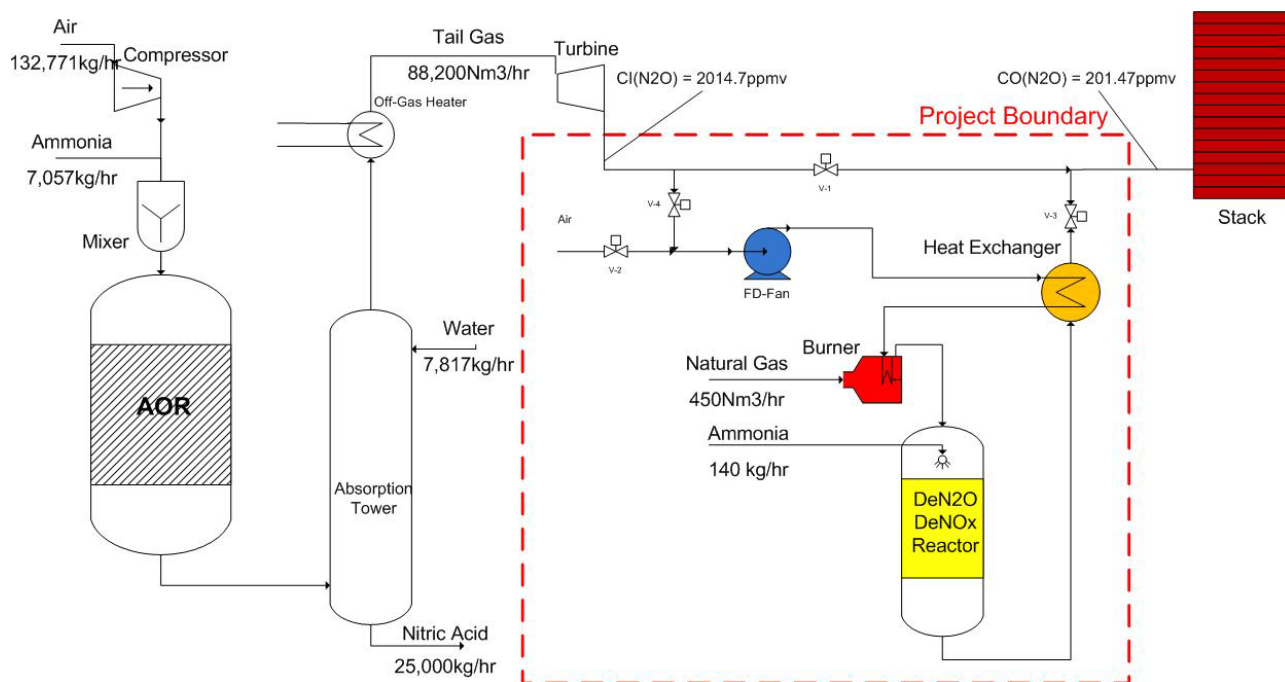 Air
132,771kg/hr
Compressor
Ammonia
7,057kg/hr
Mixer
AOR
Tail Gas
88,200Nm3/hr
Off-Gas Heater
Turbine
Absorption
Tower
Water
7,817kg/hr
Nitric Acid
25,000kg/hr
CI(N2O) = 2014.7ppmv
CO(N2O) = 201.47ppmv
Project Boundary
Stack
V-1
V-4
Air
V-2
FD-Fan
V-3
Heat Exchanger
Burner
Natural Gas
450Nm3/hr
Ammonia
140 kg/hr
DeN2O
DeNOx
Reactor